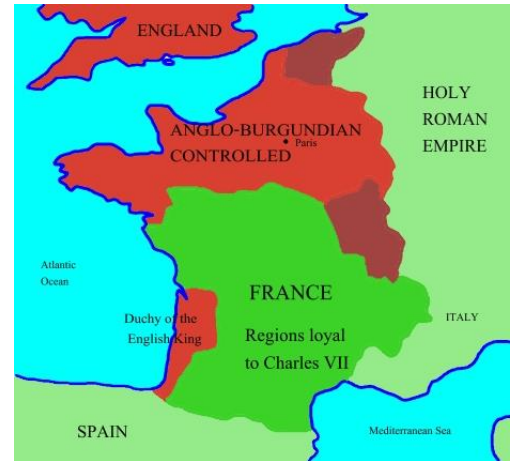 ENGLAND
HOLY
ROMAN
EMPIRE
ANGLO-BURGUNDIAN
CONTROLLED
Paris
Atlantic
Ocean
FRANCE
Duchy of the
English King
Regions loyal
to Charles VII
ITALY
SPAIN
Mediterranean Sea